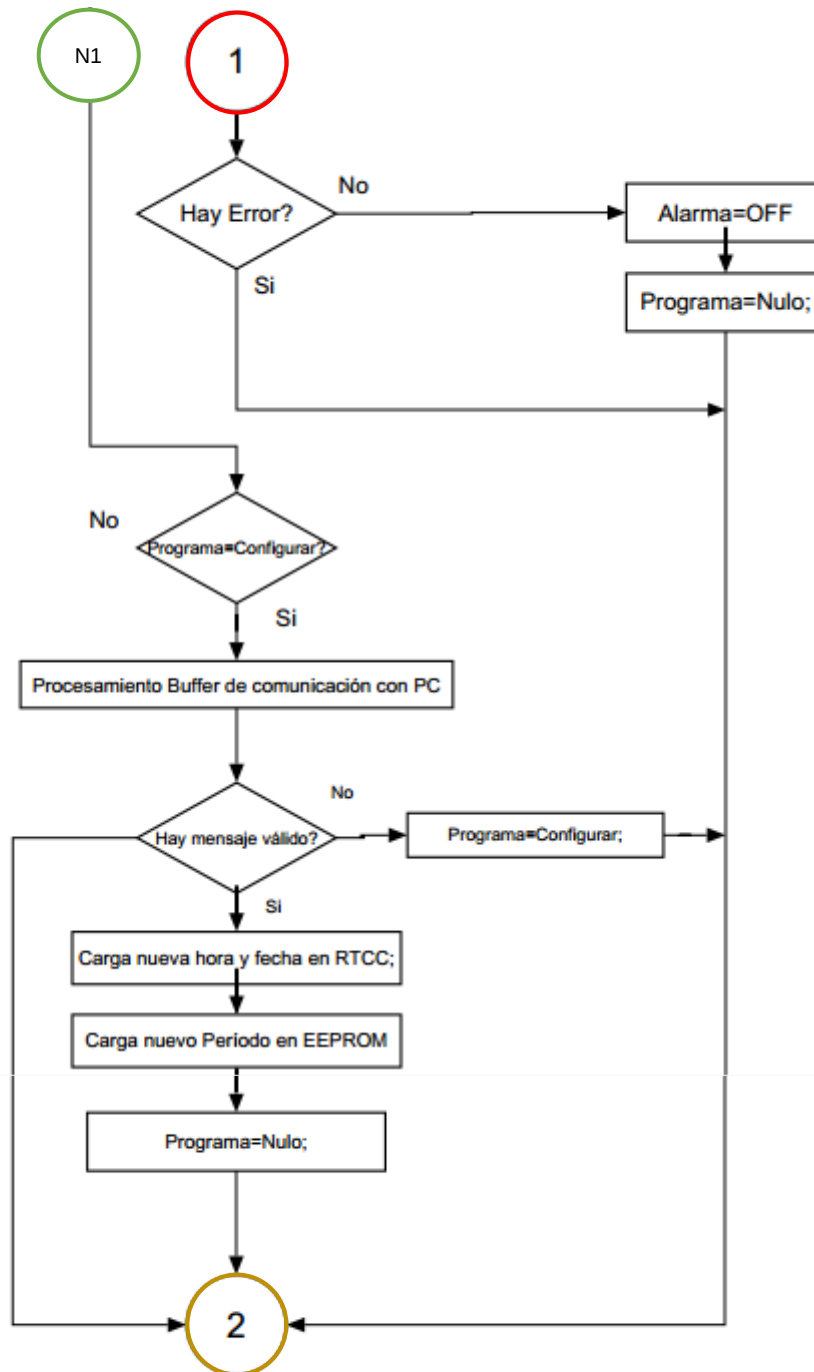 N1
1
Hay Error?
No
Si
Alarma=OFF
Programa=Nulo;
No
Programa=Configurar?
Si
Procesamiento Buffer de comunicación con PC
Hay mensaje válido?
No
Programa=Configurar;
Si
Carga nueva hora y fecha en RTCC;
Carga nuevo Período en EEPROM
Programa=Nulo;
2